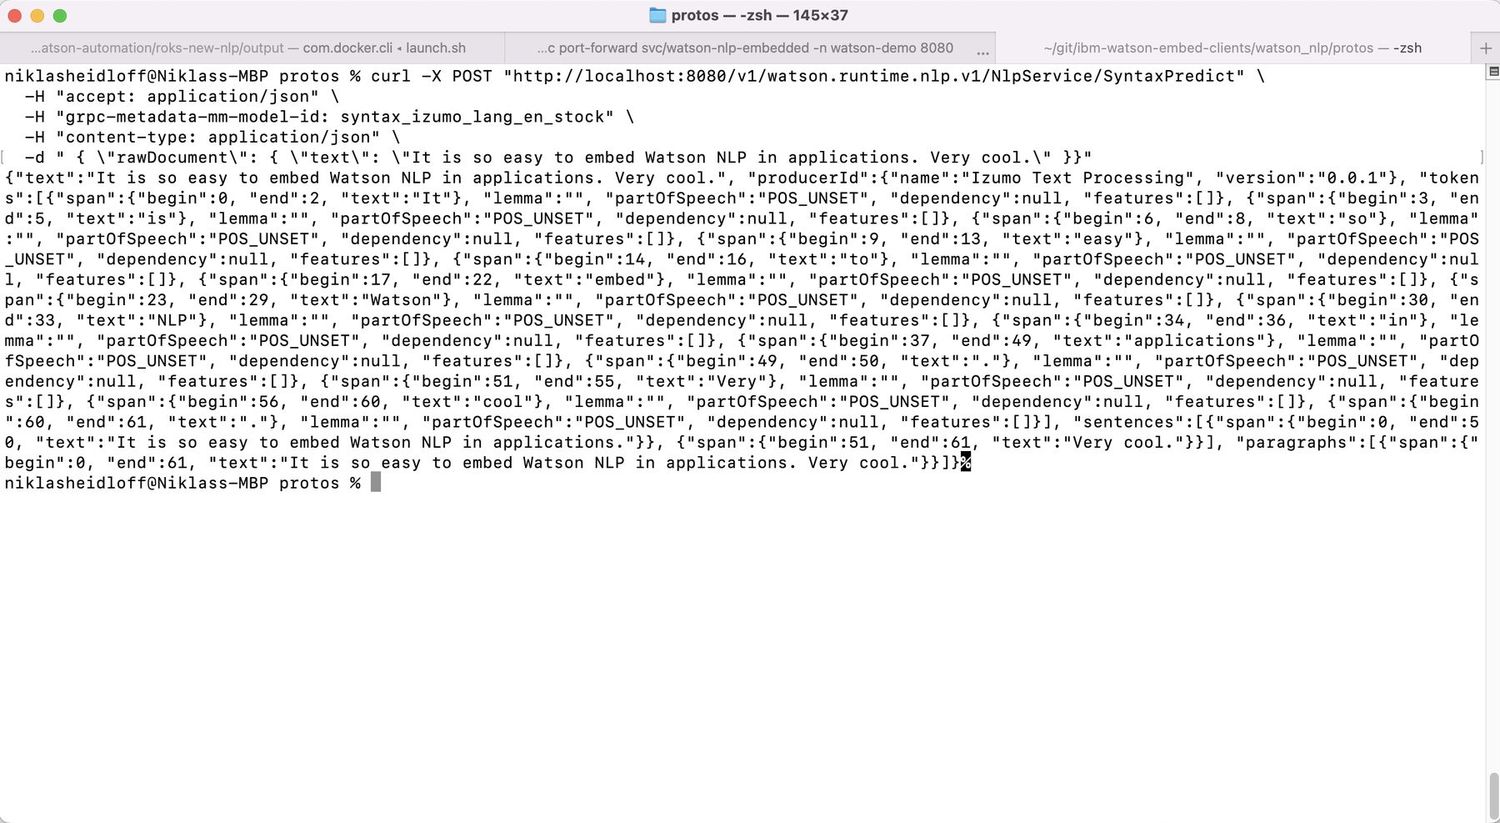 protos — -zsh — 145×37
...atson-automation/roks-new-nlp/output — com.docker.cli ◂ launch.sh
...c port-forward svc/watson-nlp-embedded -n watson-demo 8080 ...
~/git/ibm-watson-embed-clients/watson_nlp/protos — -zsh
+
niklasheidloff@Niklass-MBP protos % curl -X POST "http://localhost:8080/v1/watson.runtime.nlp.v1/NlpService/SyntaxPredict" \
  -H "accept: application/json" \
  -H "grpc-metadata-mm-model-id: syntax_izumo_lang_en_stock" \
  -H "content-type: application/json" \
[  -d " { \"rawDocument\": { \"text\": \"It is so easy to embed Watson NLP in applications. Very cool.\" }}" ]
{"text":"It is so easy to embed Watson NLP in applications. Very cool.", "producerId":{"name":"Izumo Text Processing", "version":"0.0.1"}, "token
s":[{"span":{"begin":0, "end":2, "text":"It"}, "lemma":"", "partOfSpeech":"POS_UNSET", "dependency":null, "features":[]}, {"span":{"begin":3, "en
d":5, "text":"is"}, "lemma":"", "partOfSpeech":"POS_UNSET", "dependency":null, "features":[]}, {"span":{"begin":6, "end":8, "text":"so"}, "lemma"
:"", "partOfSpeech":"POS_UNSET", "dependency":null, "features":[]}, {"span":{"begin":9, "end":13, "text":"easy"}, "lemma":"", "partOfSpeech":"POS
_UNSET", "dependency":null, "features":[]}, {"span":{"begin":14, "end":16, "text":"to"}, "lemma":"", "partOfSpeech":"POS_UNSET", "dependency":nul
l, "features":[]}, {"span":{"begin":17, "end":22, "text":"embed"}, "lemma":"", "partOfSpeech":"POS_UNSET", "dependency":null, "features":[]}, {"s
pan":{"begin":23, "end":29, "text":"Watson"}, "lemma":"", "partOfSpeech":"POS_UNSET", "dependency":null, "features":[]}, {"span":{"begin":30, "en
d":33, "text":"NLP"}, "lemma":"", "partOfSpeech":"POS_UNSET", "dependency":null, "features":[]}, {"span":{"begin":34, "end":36, "text":"in"}, "le
mma":"", "partOfSpeech":"POS_UNSET", "dependency":null, "features":[]}, {"span":{"begin":37, "end":49, "text":"applications"}, "lemma":"", "partO
fSpeech":"POS_UNSET", "dependency":null, "features":[]}, {"span":{"begin":49, "end":50, "text":"."}, "lemma":"", "partOfSpeech":"POS_UNSET", "dep
endency":null, "features":[]}, {"span":{"begin":51, "end":55, "text":"Very"}, "lemma":"", "partOfSpeech":"POS_UNSET", "dependency":null, "feature
s":[]}, {"span":{"begin":56, "end":60, "text":"cool"}, "lemma":"", "partOfSpeech":"POS_UNSET", "dependency":null, "features":[]}, {"span":{"begin
":60, "end":61, "text":"."}, "lemma":"", "partOfSpeech":"POS_UNSET", "dependency":null, "features":[]}], "sentences":[{"span":{"begin":0, "end":5
0, "text":"It is so easy to embed Watson NLP in applications."}}, {"span":{"begin":51, "end":61, "text":"Very cool."}}], "paragraphs":[{"span":{"
begin":0, "end":61, "text":"It is so easy to embed Watson NLP in applications. Very cool."}}]}%
niklasheidloff@Niklass-MBP protos %